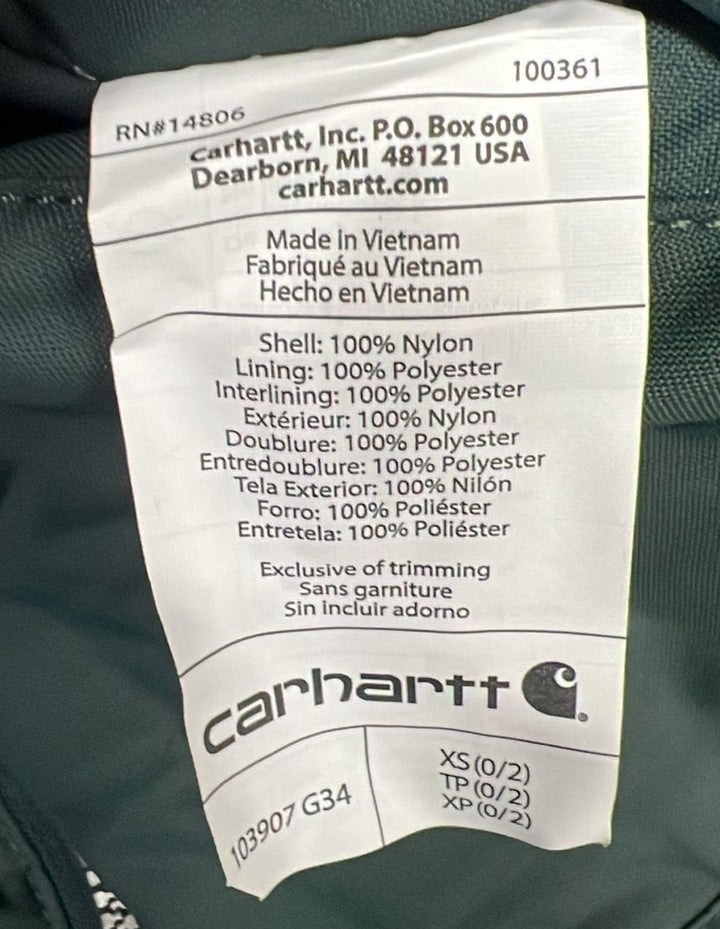 100361
RN#14806
Carhartt, Inc. P.O. Box 600
Dearborn, MI 48121 USA
carhartt.com
Made in Vietnam
Fabriqué au Vietnam
Hecho en Vietnam
Shell: 100% Nylon
Lining: 100% Polyester
Interlining: 100% Polyester
Extérieur: 100% Nylon
Doublure: 100% Polyester
Entredoublure: 100% Polyester
Tela Exterior: 100% Nilón
Forro: 100% Poliéster
Entretela: 100% Poliéster
Exclusive of trimming
Sans garniture
Sin incluir adorno
carhartt
103907 G34
XS (0/2)
TP (0/2)
XP (0/2)